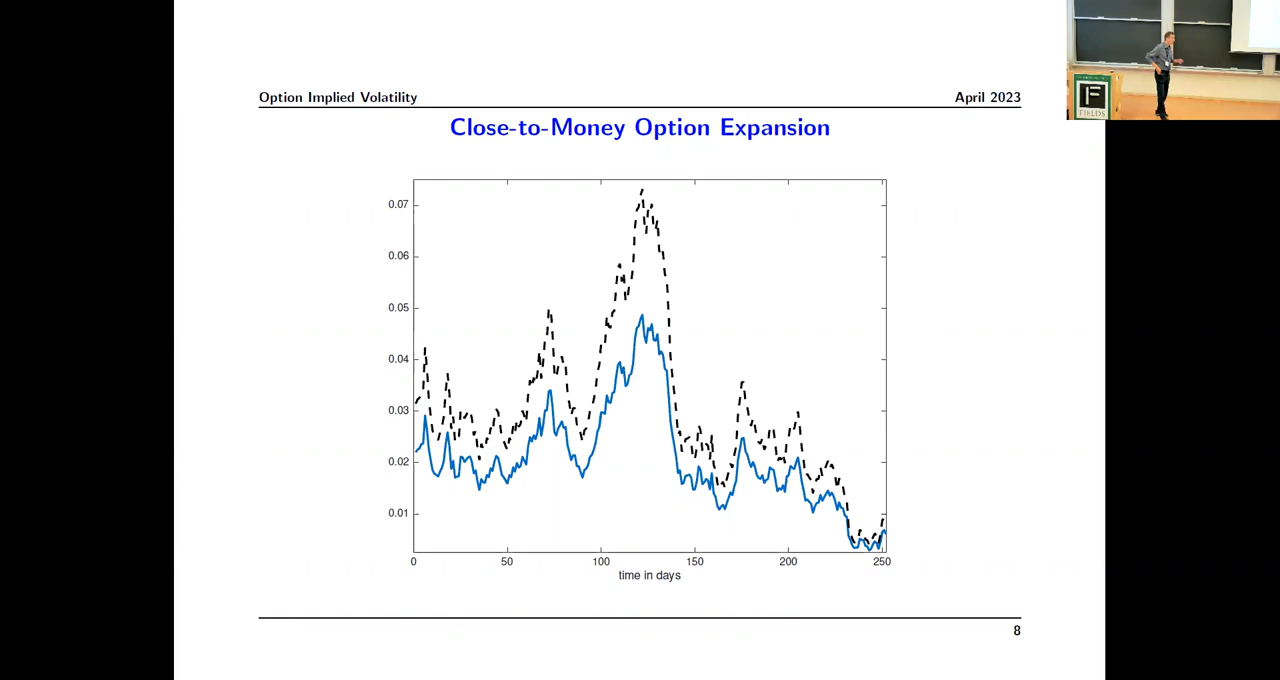 Option Implied Volatility
April 2023
Close-to-Money Option Expansion
0.07
0.06
0.05
0.04
0.03
0.02
0.01
0
50
100
150
200
250
time in days
8
F
FIELDS